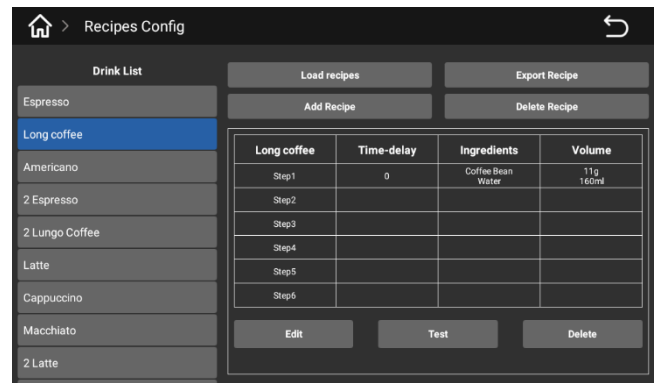 > Recipes Config
Drink List
Espresso
Long coffee
Americano
2 Espresso
2 Lungo Coffee
Latte
Cappuccino
Macchiato
2 Latte
Load recipes Export Recipe
Add Recipe Delete Recipe
Long coffee Time-delay Ingredients Volume
Step1 0 Coffee Bean 11g
Water 160ml
Step2
Step3
Step4
Step5
Step6
Edit Test Delete